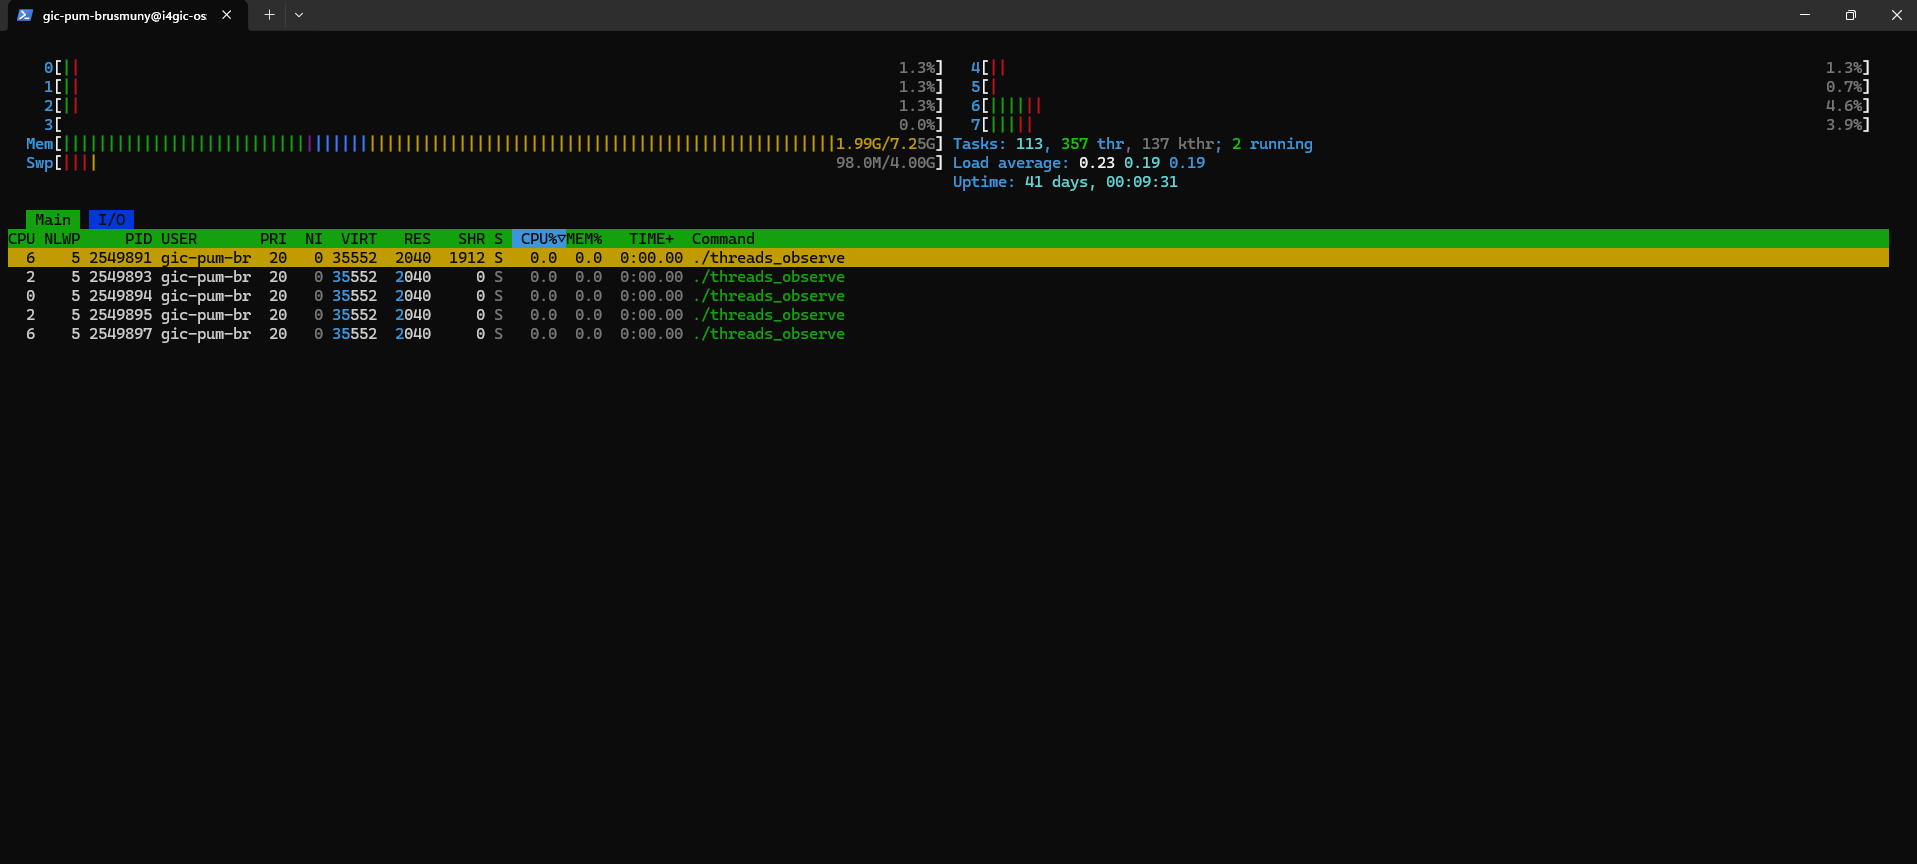 gic-pum-brusmuny@i4gic-os
0[|| 1.3%] 4[|| 1.3%]
1[|| 1.3%] 5[| 0.7%]
2[|| 1.3%] 6[|||||| 4.6%]
3[ 0.0%] 7[||||| 3.9%]
Mem[||||||||||||||||||||||||||||||||||||||||||||||||||||||||||||||||||||||||||||||||||||||1.99G/7.25G] Tasks: 113, 357 thr, 137 kthr; 2 running
Swp[|||| 98.0M/4.00G] Load average: 0.23 0.19 0.19
Uptime: 41 days, 00:09:31
Main I/O
CPU NLWP PID USER PRI NI VIRT RES SHR S CPU%▽MEM% TIME+ Command
6 5 2549891 gic-pum-br 20 0 35552 2040 1912 S 0.0 0.0 0:00.00 ./threads_observe
2 5 2549893 gic-pum-br 20 0 35552 2040 0 S 0.0 0.0 0:00.00 ./threads_observe
0 5 2549894 gic-pum-br 20 0 35552 2040 0 S 0.0 0.0 0:00.00 ./threads_observe
2 5 2549895 gic-pum-br 20 0 35552 2040 0 S 0.0 0.0 0:00.00 ./threads_observe
6 5 2549897 gic-pum-br 20 0 35552 2040 0 S 0.0 0.0 0:00.00 ./threads_observe